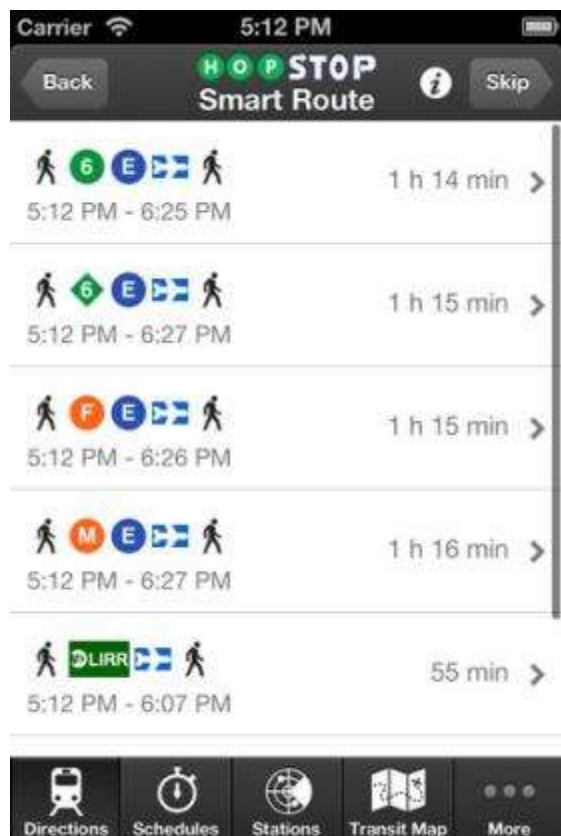 Carrier 5:12 PM
Back HOPSTOP Skip
Smart Route
6 E 1 h 14 min
5:12 PM - 6:25 PM
6 E 1 h 15 min
5:12 PM - 6:27 PM
F E 1 h 15 min
5:12 PM - 6:26 PM
M E 1 h 16 min
5:12 PM - 6:27 PM
LIRR 55 min
5:12 PM - 6:07 PM
Directions Schedules Stations Transit Map More